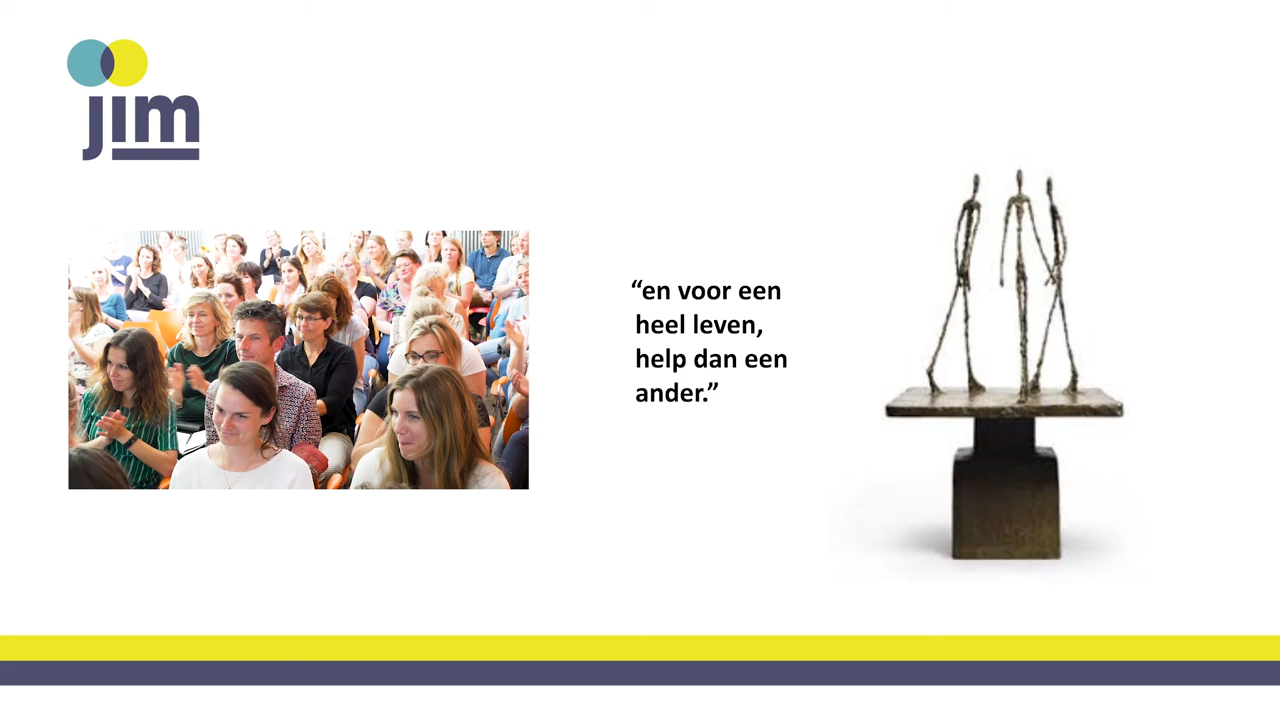 jim
“en voor een
heel leven,
help dan een
ander.”